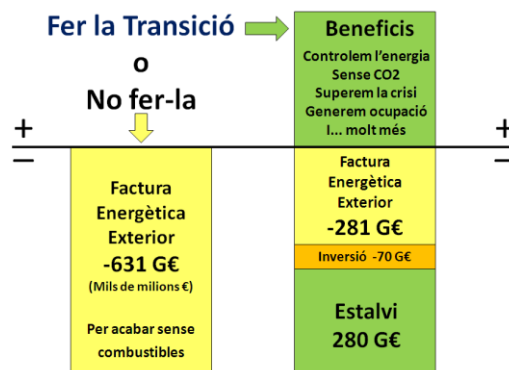 Fer la Transició
o
No fer-la
+
−
Beneficis
Controlem l'energia
Sense CO2
Superem la crisi
Generem ocupació
I... molt més
+
−
Factura
Energètica
Exterior
-631 G€
(Mils de milions €)
Per acabar sense
combustibles
Factura
Energètica
Exterior
-281 G€
Inversió -70 G€
Estalvi
280 G€